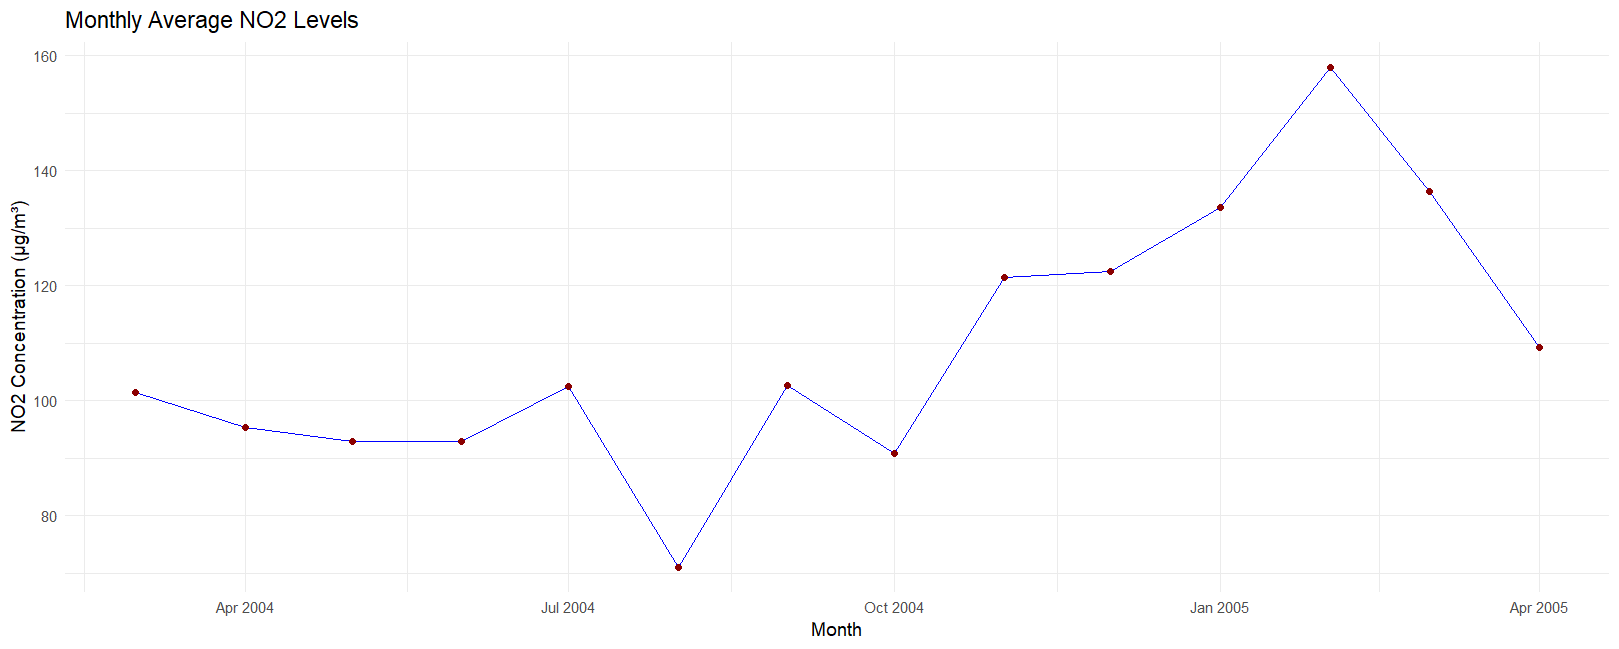 Monthly Average NO2 Levels
160
140
120
100
80
NO2 Concentration (µg/m³)
Apr 2004
Jul 2004
Oct 2004
Jan 2005
Apr 2005
Month